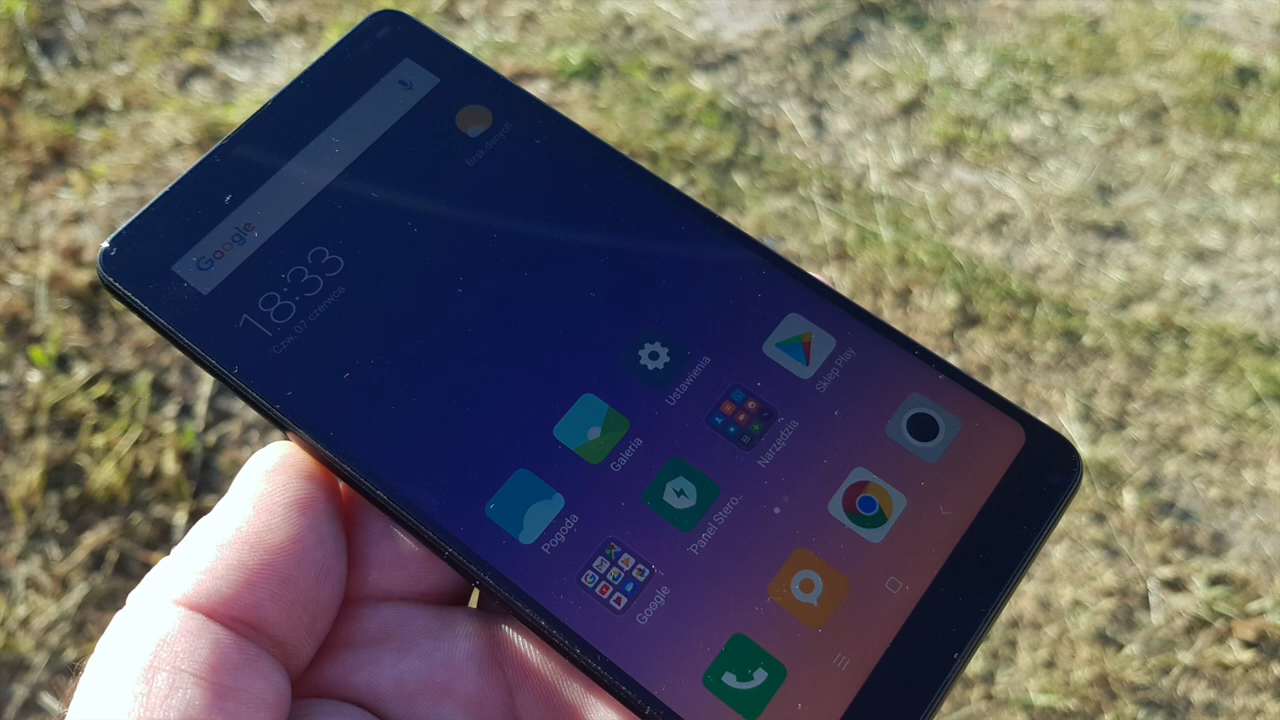 Google
18:33
Czw, 07 czerwca
Brak danych
Pogoda
Galeria
Ustawienia
Sklep Play
Google
Panel Stero..
Narzędzia